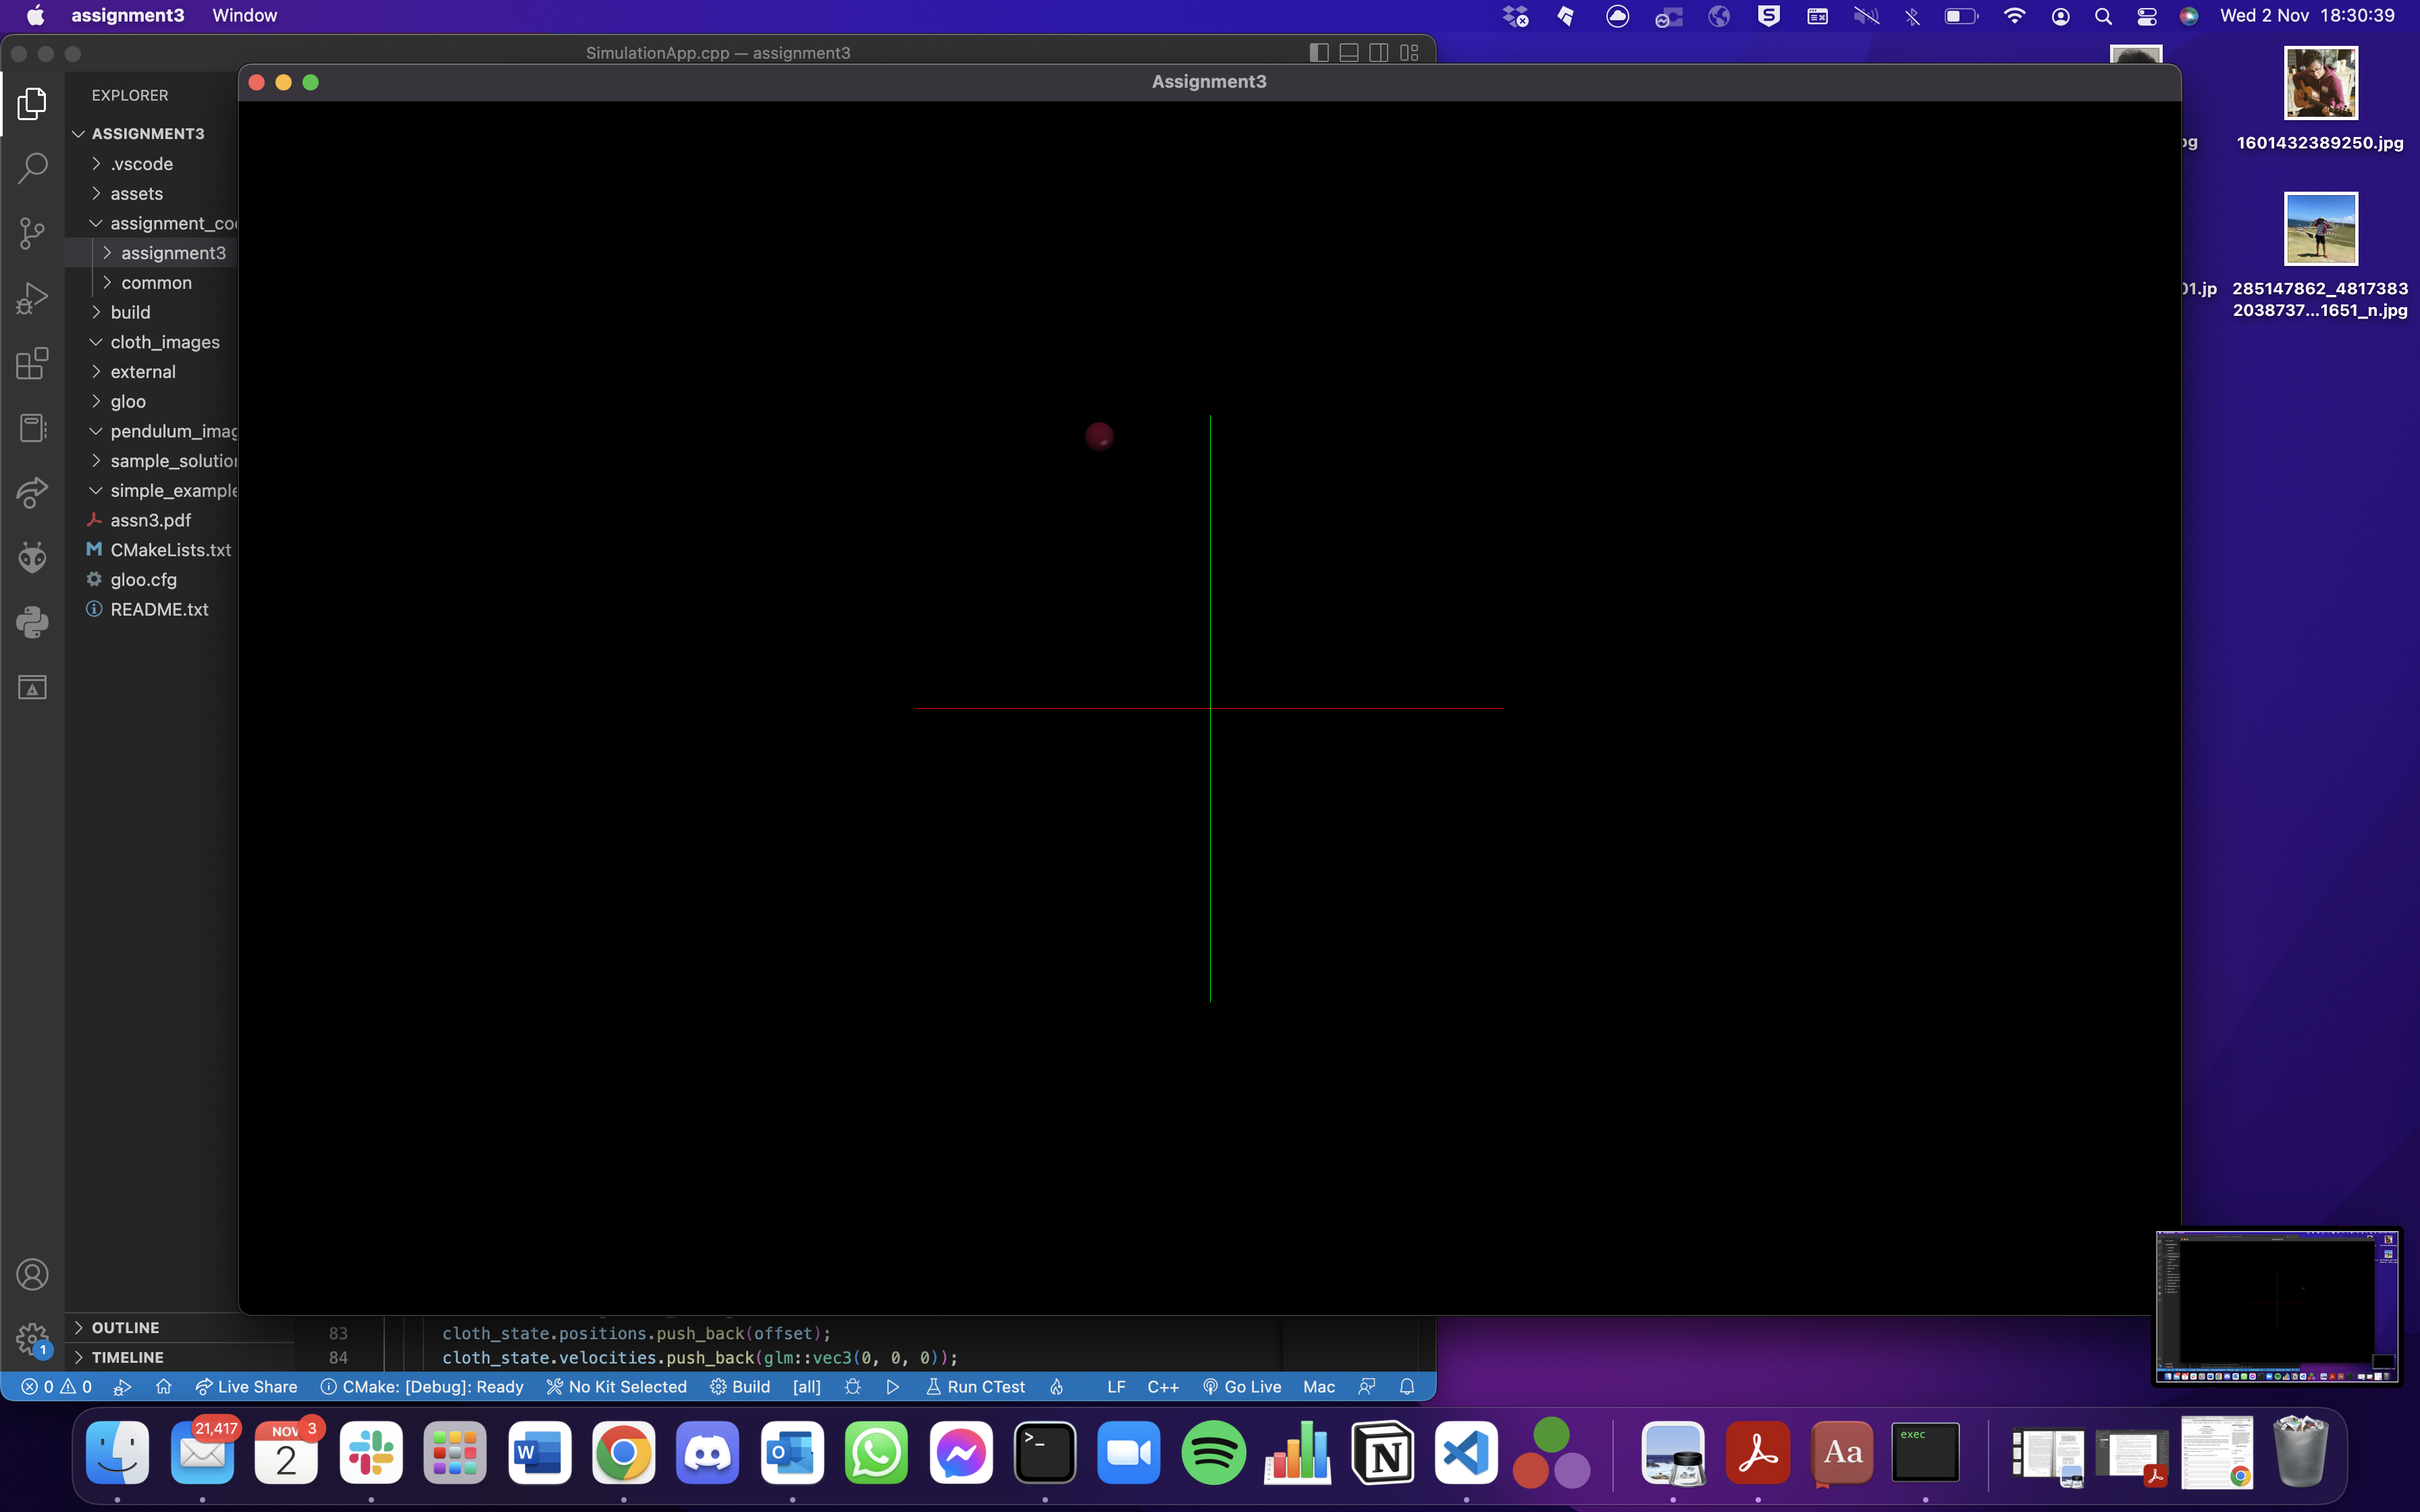 assignment3 Window
Wed 2 Nov 18:30:39
SimulationApp.cpp — assignment3
Assignment3
EXPLORER
ASSIGNMENT3
.vscode
assets
assignment_co
assignment3
common
build
cloth_images
external
gloo
pendulum_imag
sample_solution
simple_example
assn3.pdf
CMakeLists.txt
gloo.cfg
README.txt
OUTLINE
TIMELINE
83 cloth_state.positions.push_back(offset);
84 cloth_state.velocities.push_back(glm::vec3(0, 0, 0));
1
0 0 Live Share CMake: [Debug]: Ready No Kit Selected Build [all] Run CTest LF C++ Go Live Mac
1601432389250.jpg
285147862_4817383
2038737...1651_n.jpg
pg
01.jp
21,417
NOV 3
2
W
O
>_
N
Aa
exec
S